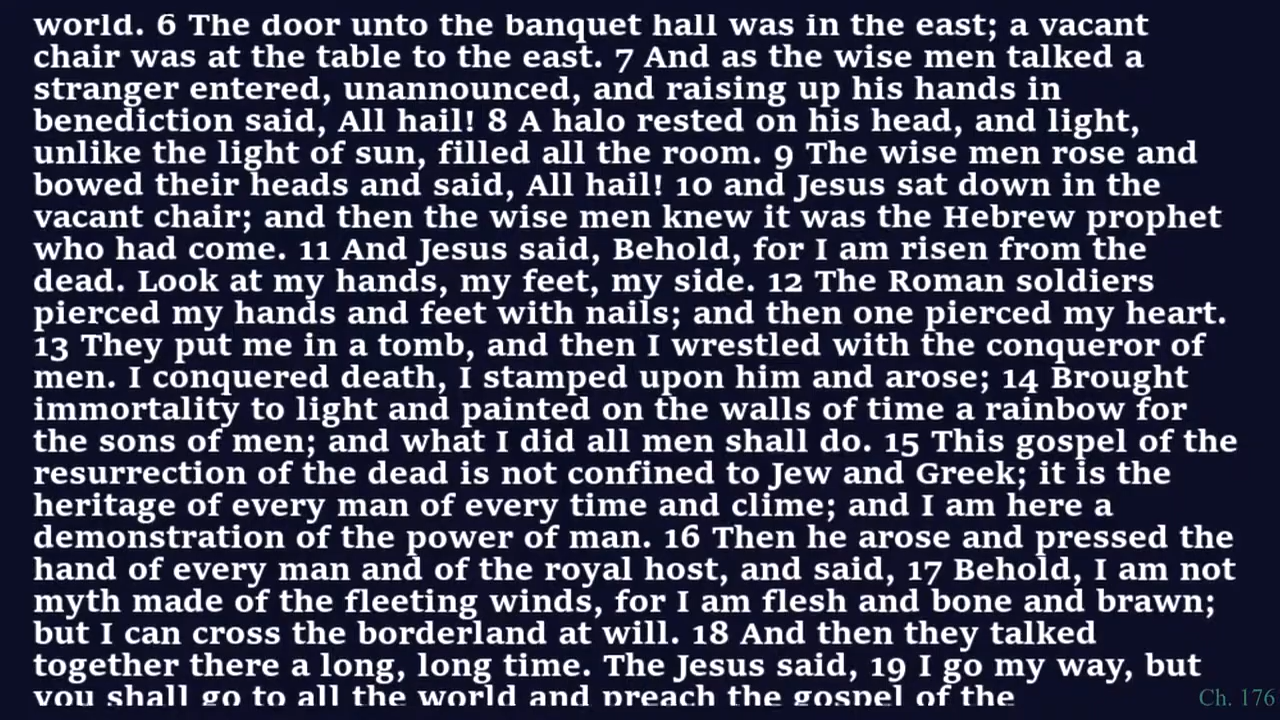 world. 6 The door unto the banquet hall was in the east; a vacant
chair was at the table to the east. 7 And as the wise men talked a
stranger entered, unannounced, and raising up his hands in
benediction said, All hail! 8 A halo rested on his head, and light,
unlike the light of sun, filled all the room. 9 The wise men rose and
bowed their heads and said, All hail! 10 and Jesus sat down in the
vacant chair; and then the wise men knew it was the Hebrew prophet
who had come. 11 And Jesus said, Behold, for I am risen from the
dead. Look at my hands, my feet, my side. 12 The Roman soldiers
pierced my hands and feet with nails; and then one pierced my heart.
13 They put me in a tomb, and then I wrestled with the conqueror of
men. I conquered death, I stamped upon him and arose; 14 Brought
immortality to light and painted on the walls of time a rainbow for
the sons of men; and what I did all men shall do. 15 This gospel of the
resurrection of the dead is not confined to Jew and Greek; it is the
heritage of every man of every time and clime; and I am here a
demonstration of the power of man. 16 Then he arose and pressed the
hand of every man and of the royal host, and said, 17 Behold, I am not
myth made of the fleeting winds, for I am flesh and bone and brawn;
but I can cross the borderland at will. 18 And then they talked
together there a long, long time. The Jesus said, 19 I go my way, but
you shall go to all the world and preach the gospel of the
Ch. 176